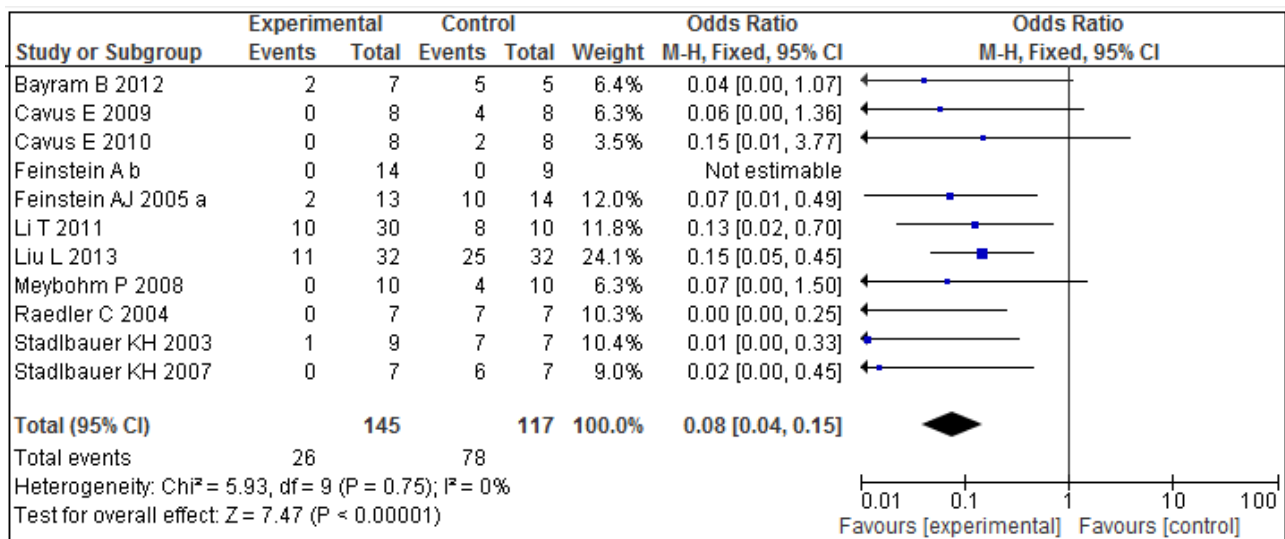 Experimental Control Odds Ratio Odds Ratio
Study or Subgroup Events Total Events Total Weight M-H, Fixed, 95% CI M-H, Fixed, 95% CI
Bayram B 2012 2 7 5 5 6.4% 0.04 [0.00, 1.07]
Cavus E 2009 0 8 4 8 6.3% 0.06 [0.00, 1.36]
Cavus E 2010 0 8 2 8 3.5% 0.15 [0.01, 3.77]
Feinstein A b 0 14 0 9 Not estimable
Feinstein AJ 2005 a 2 13 10 14 12.0% 0.07 [0.01, 0.49]
Li T 2011 10 30 8 10 11.8% 0.13 [0.02, 0.70]
Liu L 2013 11 32 25 32 24.1% 0.15 [0.05, 0.45]
Meybohm P 2008 0 10 4 10 6.3% 0.07 [0.00, 1.50]
Raedler C 2004 0 7 7 7 10.3% 0.00 [0.00, 0.25]
Stadlbauer KH 2003 1 9 7 7 10.4% 0.01 [0.00, 0.33]
Stadlbauer KH 2007 0 7 6 7 9.0% 0.02 [0.00, 0.45]
Total (95% CI) 145 117 100.0% 0.08 [0.04, 0.15]
Total events 26 78
Heterogeneity: Chi² = 5.93, df = 9 (P = 0.75); I² = 0%
Test for overall effect: Z = 7.47 (P < 0.00001)
0.01 0.1 1 10 100
Favours [experimental] Favours [control]